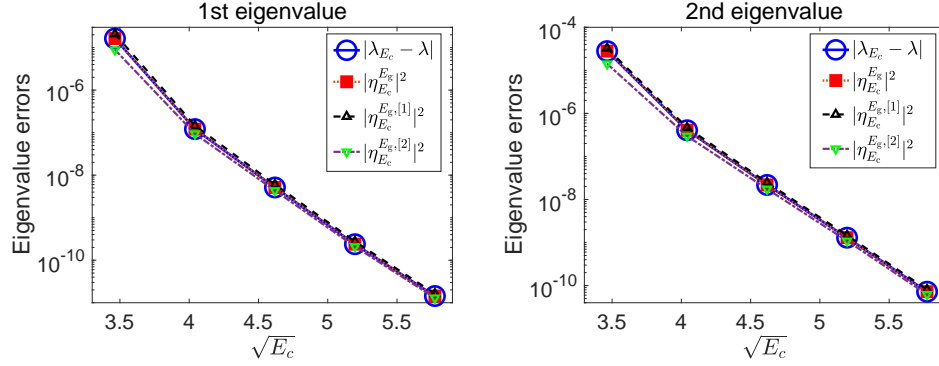 1st eigenvalue
Eigenvalue errors
10^{-6}
10^{-8}
10^{-10}
3.5 4 4.5 5 5.5
\sqrt{E_c}
|λ_{E_c} − λ|
|η_{E_c}^{E_g}|^2
|η_{E_c}^{E_g,[1]}|^2
|η_{E_c}^{E_g,[2]}|^2
2nd eigenvalue
Eigenvalue errors
10^{-4}
10^{-6}
10^{-8}
10^{-10}
3.5 4 4.5 5 5.5
\sqrt{E_c}
|λ_{E_c} − λ|
|η_{E_c}^{E_g}|^2
|η_{E_c}^{E_g,[1]}|^2
|η_{E_c}^{E_g,[2]}|^2